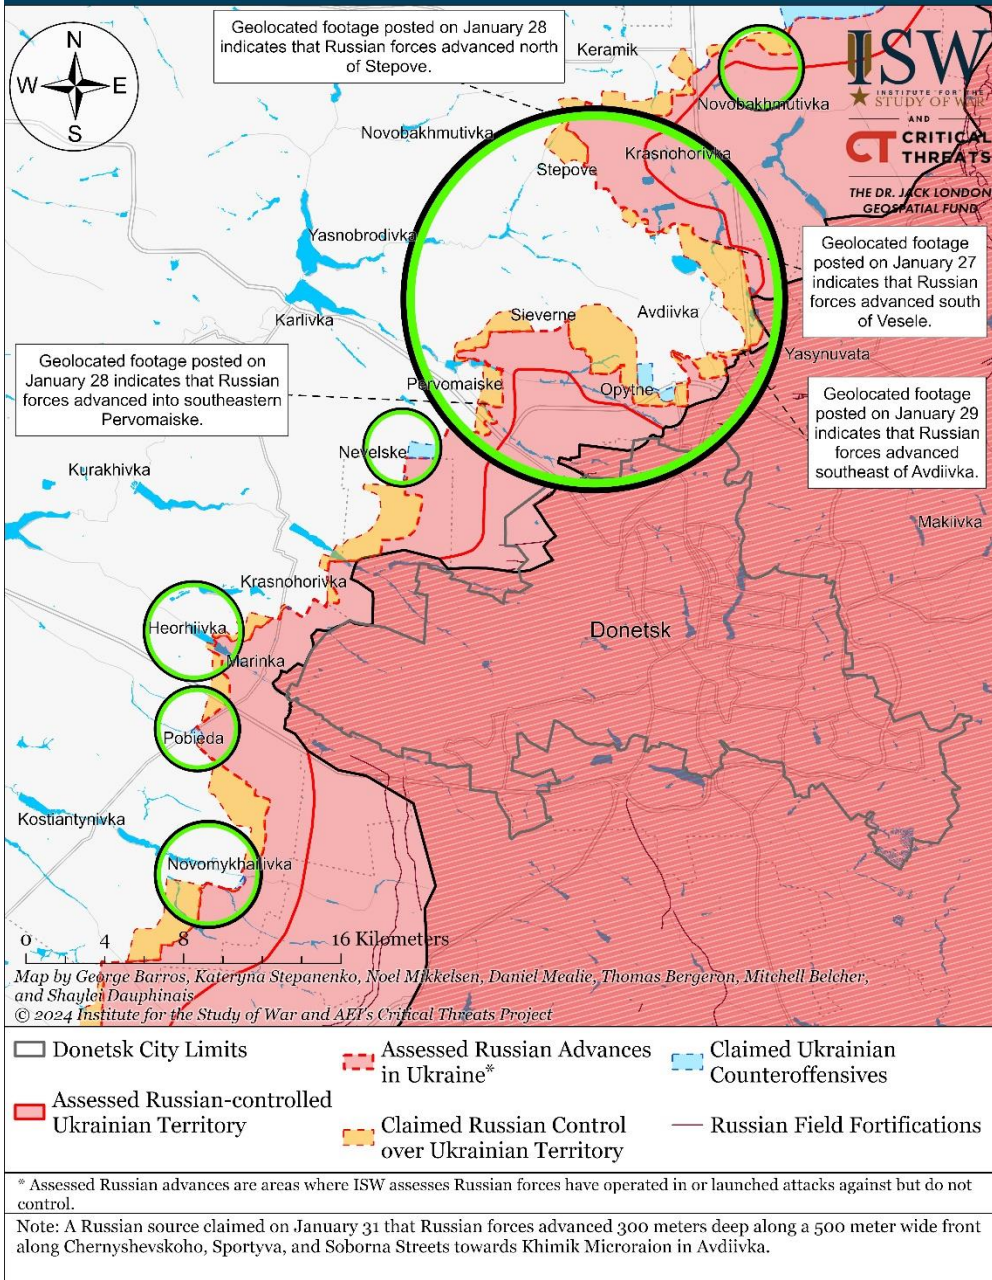 Geolocated footage posted on January 28
indicates that Russian forces advanced north
of Stepove.
N
W
E
S
Keramik
ISW
INSTITUTE FOR THE
STUDY OF WAR
AND
CT CRITICAL
THREATS
THE DR. JACK LONDON
GEOSPATIAL FUND
Novobakhmutivka
Novobakhmutivka
Krasnohorivka
Stepove
Yasnobrodivka
Geolocated footage
posted on January 27
indicates that Russian
forces advanced south
of Vesele.
Karlivka
Sieverne
Avdiivka
Geolocated footage posted on
January 28 indicates that Russian
forces advanced into southeastern
Pervomaiske.
Yasynuvata
Pervomaiske
Opytne
Geolocated footage
posted on January 29
indicates that Russian
forces advanced
southeast of Avdiivka.
Nevelske
Kurakhivka
Makiivka
Krasnohorivka
Heorhiivka
Donetsk
Marinka
Pobieda
Kostiantynivka
Novomykhailivka
0 4 8 16 Kilometers
Map by George Barros, Kateryna Stepanenko, Noel Mikkelsen, Daniel Mealie, Thomas Bergeron, Mitchell Belcher,
and Shaylei Dauphinais
© 2024 Institute for the Study of War and AEI's Critical Threats Project
Donetsk City Limits
Assessed Russian-controlled
Ukrainian Territory
Assessed Russian Advances
in Ukraine*
Claimed Russian Control
over Ukrainian Territory
Claimed Ukrainian
Counteroffensives
Russian Field Fortifications
* Assessed Russian advances are areas where ISW assesses Russian forces have operated in or launched attacks against but do not
control.
Note: A Russian source claimed on January 31 that Russian forces advanced 300 meters deep along a 500 meter wide front
along Chernyshevskoho, Sportyva, and Soborna Streets towards Khimik Microraion in Avdiivka.